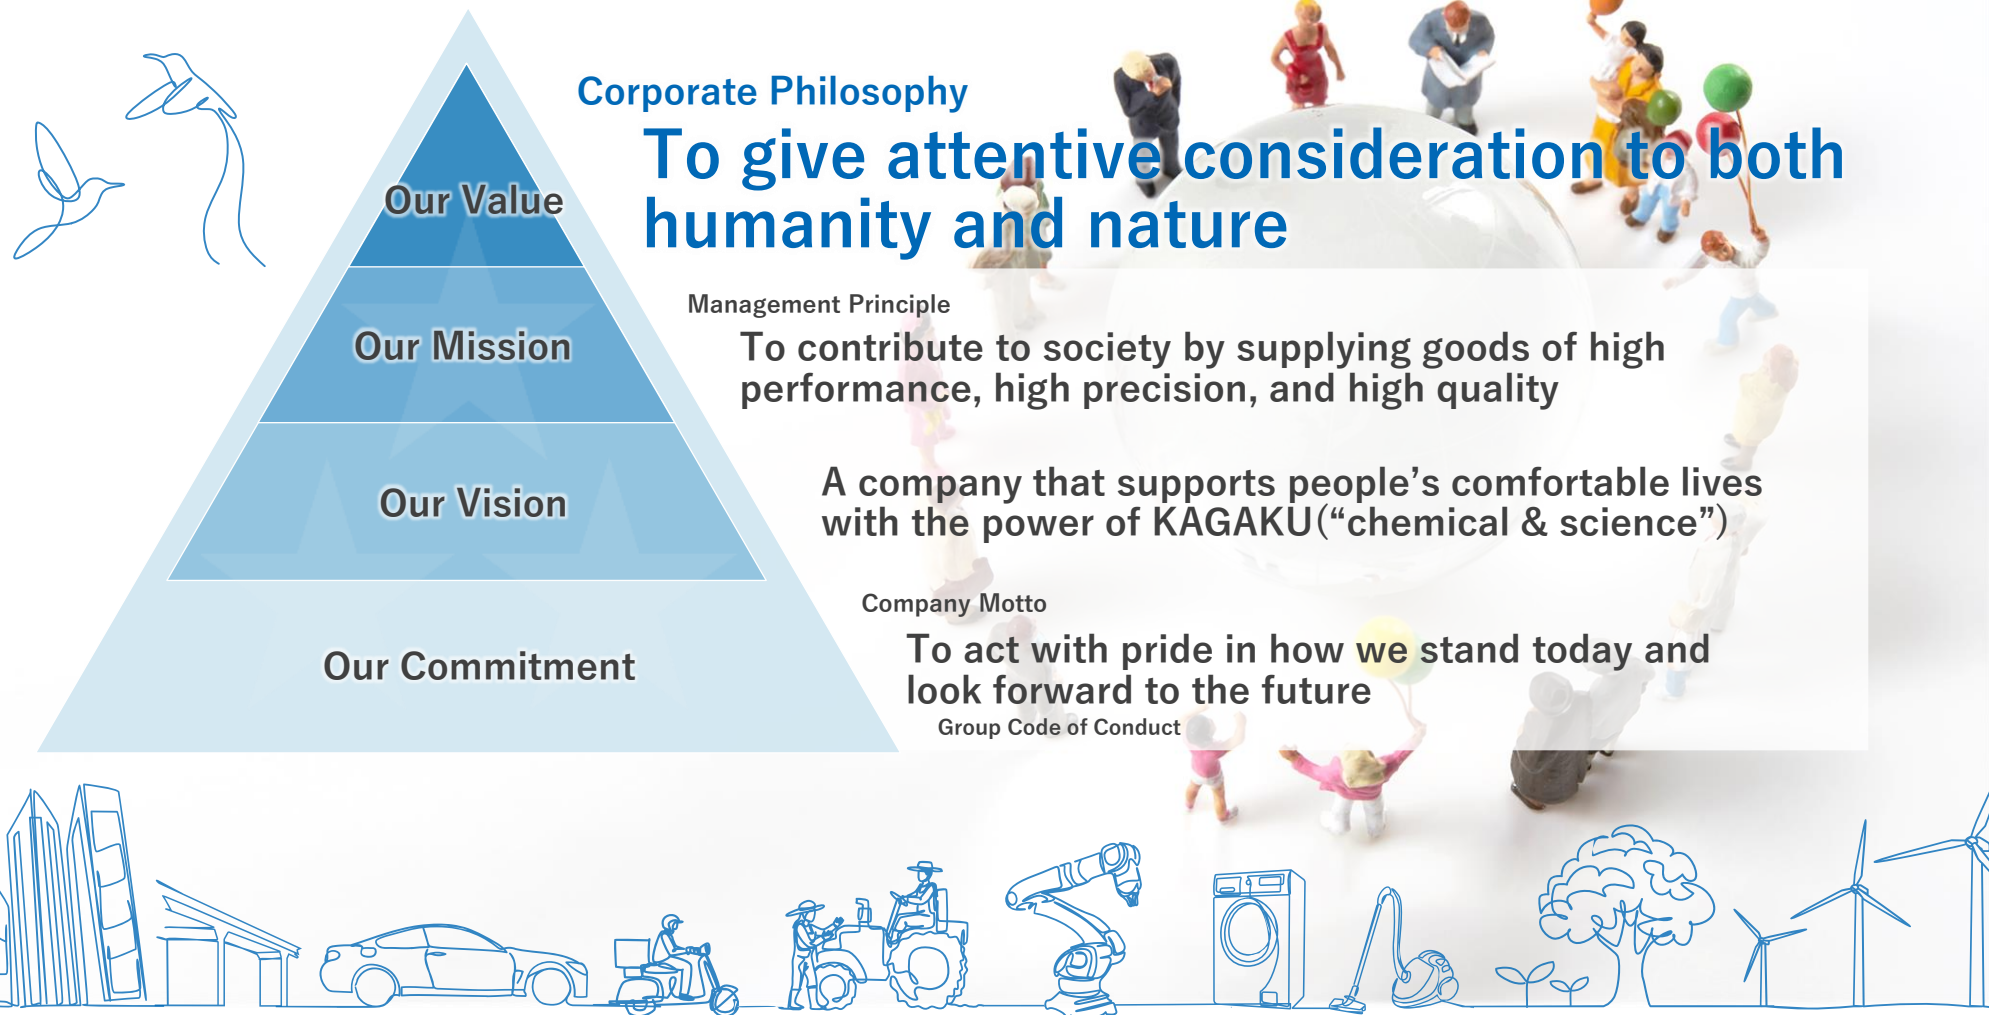 Corporate Philosophy
Our Value
To give attentive consideration to both
humanity and nature
Our Mission
Management Principle
To contribute to society by supplying goods of high
performance, high precision, and high quality
Our Vision
A company that supports people’s comfortable lives
with the power of KAGAKU(“chemical & science”)
Our Commitment
Company Motto
To act with pride in how we stand today and
look forward to the future
Group Code of Conduct